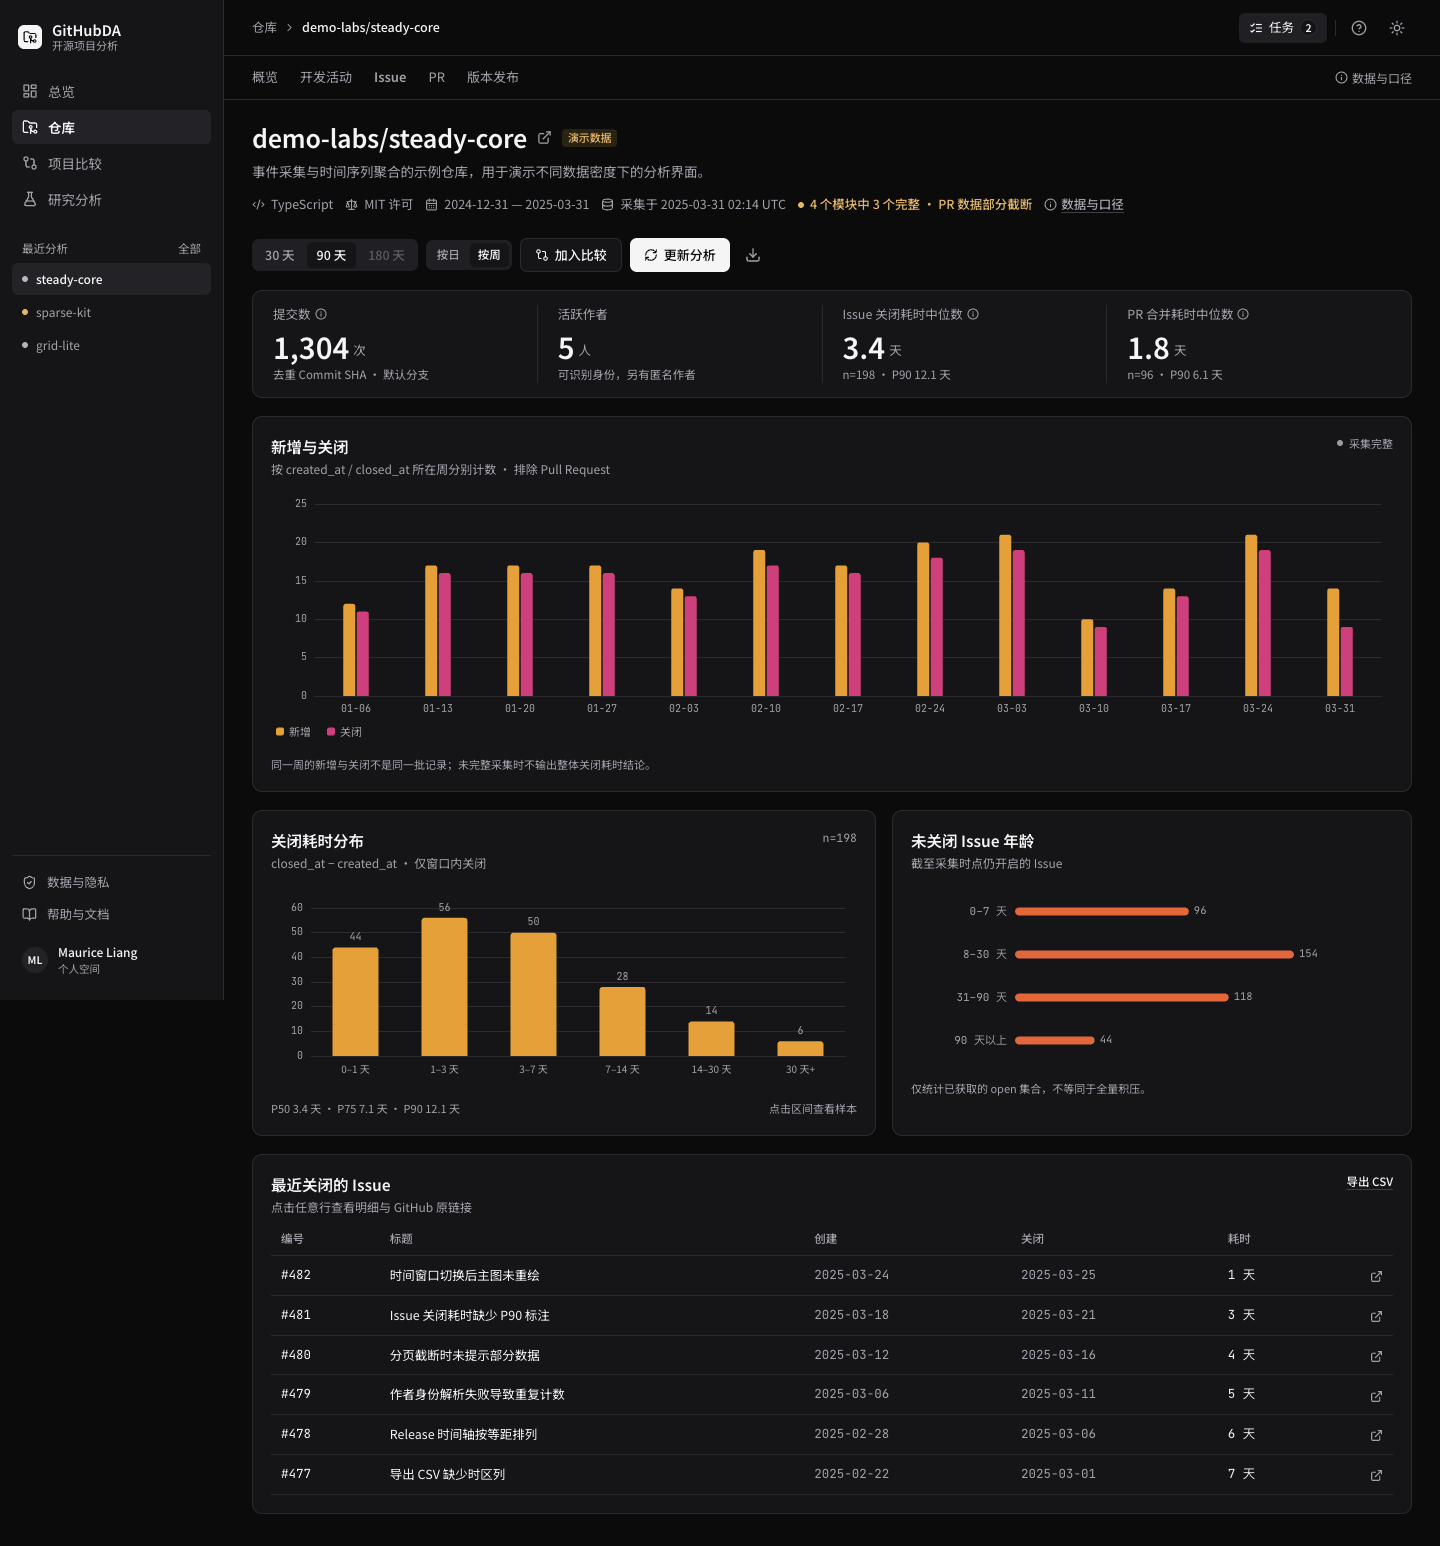 GitHubDA
开源项目分析
总览
仓库
项目比较
研究分析
最近分析 全部
steady-core
sparse-kit
grid-lite
数据与隐私
帮助与文档
ML
Maurice Liang
个人空间
仓库 demo-labs/steady-core
任务 2
概览 开发活动 Issue PR 版本发布
数据与口径
demo-labs/steady-core 演示数据
事件采集与时间序列聚合的示例仓库，用于演示不同数据密度下的分析界面。
TypeScript MIT 许可 2024-12-31 — 2025-03-31 采集于 2025-03-31 02:14 UTC 4 个模块中 3 个完整 · PR 数据部分截断 数据与口径
30 天 90 天 180 天 按日 按周 加入比较 更新分析
提交数
1,304 次
去重 Commit SHA · 默认分支
活跃作者
5 人
可识别身份，另有匿名作者
Issue 关闭耗时中位数
3.4 天
n=198 · P90 12.1 天
PR 合并耗时中位数
1.8 天
n=96 · P90 6.1 天
新增与关闭
采集完整
按 created_at / closed_at 所在周分别计数 · 排除 Pull Request
25
20
15
10
5
0
01-06 01-13 01-20 01-27 02-03 02-10 02-17 02-24 03-03 03-10 03-17 03-24 03-31
新增 关闭
同一周的新增与关闭不是同一批记录；未完整采集时不输出整体关闭耗时结论。
关闭耗时分布
n=198
closed_at − created_at · 仅窗口内关闭
60
50
40
30
20
10
0
44 56 50 28 14 6
0–1 天 1–3 天 3–7 天 7–14 天 14–30 天 30 天+
P50 3.4 天 · P75 7.1 天 · P90 12.1 天
点击区间查看样本
未关闭 Issue 年龄
截至采集时点仍开启的 Issue
0–7 天 96
8–30 天 154
31–90 天 118
90 天以上 44
仅统计已获取的 open 集合，不等同于全量积压。
最近关闭的 Issue
导出 CSV
点击任意行查看明细与 GitHub 原链接
编号 标题 创建 关闭 耗时
#482 时间窗口切换后主图未重绘 2025-03-24 2025-03-25 1 天
#481 Issue 关闭耗时缺少 P90 标注 2025-03-18 2025-03-21 3 天
#480 分页截断时未提示部分数据 2025-03-12 2025-03-16 4 天
#479 作者身份解析失败导致重复计数 2025-03-06 2025-03-11 5 天
#478 Release 时间轴按等距排列 2025-02-28 2025-03-06 6 天
#477 导出 CSV 缺少时区列 2025-02-22 2025-03-01 7 天